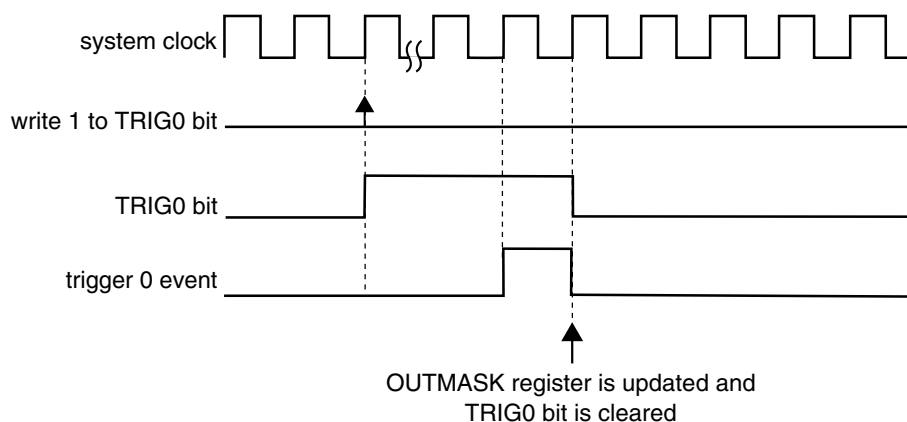 system clock
write 1 to TRIG0 bit
TRIG0 bit
trigger 0 event
OUTMASK register is updated and
TRIG0 bit is cleared